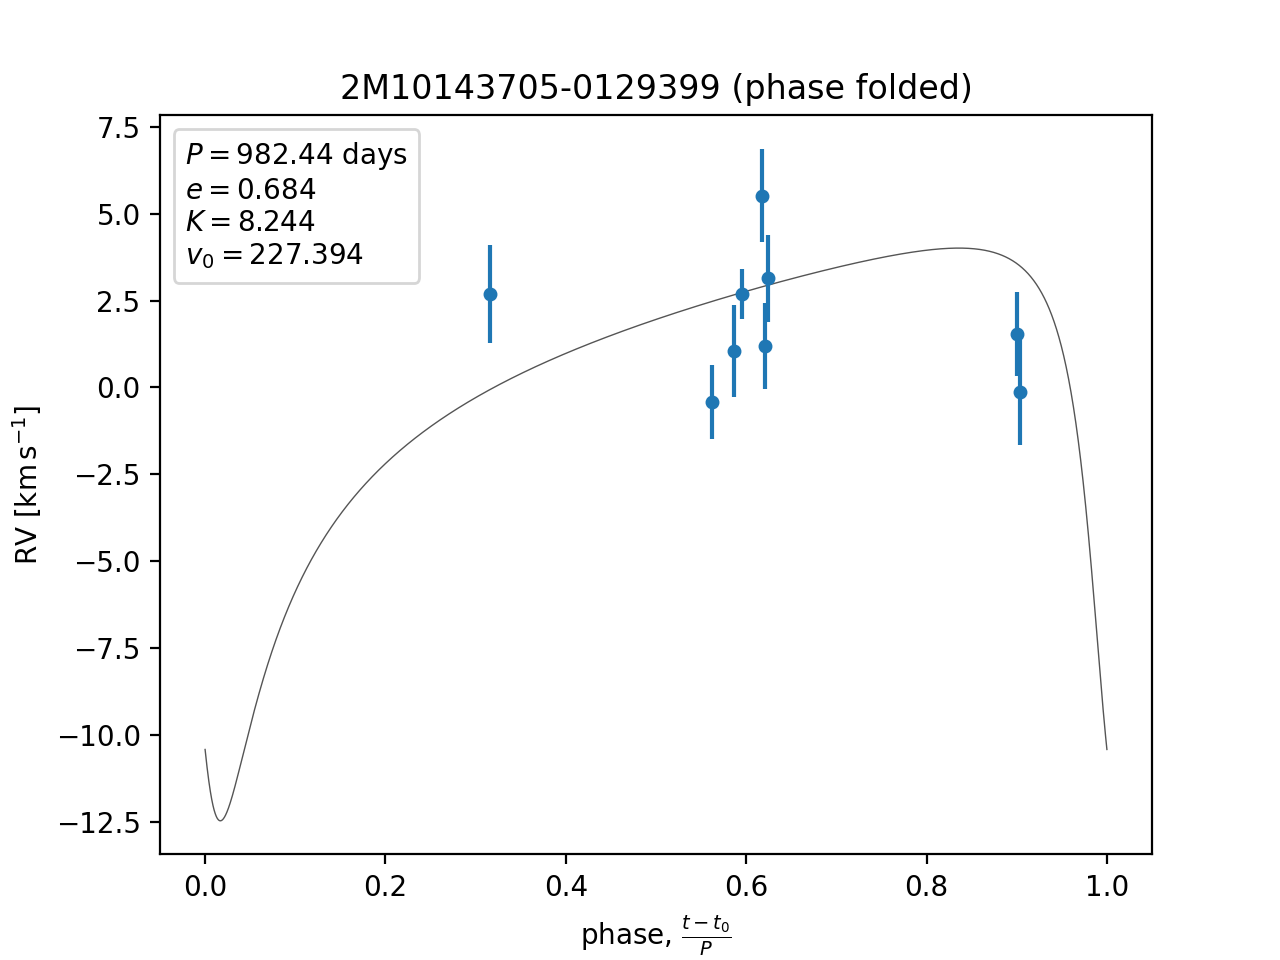 2M10143705-0129399 (phase folded)
P = 982.44 days
e = 0.684
K = 8.244
v₀ = 227.394
7.5
5.0
2.5
0.0
−2.5
−5.0
−7.5
−10.0
−12.5
RV [km s⁻¹]
0.0 0.2 0.4 0.6 0.8 1.0
phase, (t − t₀)/P